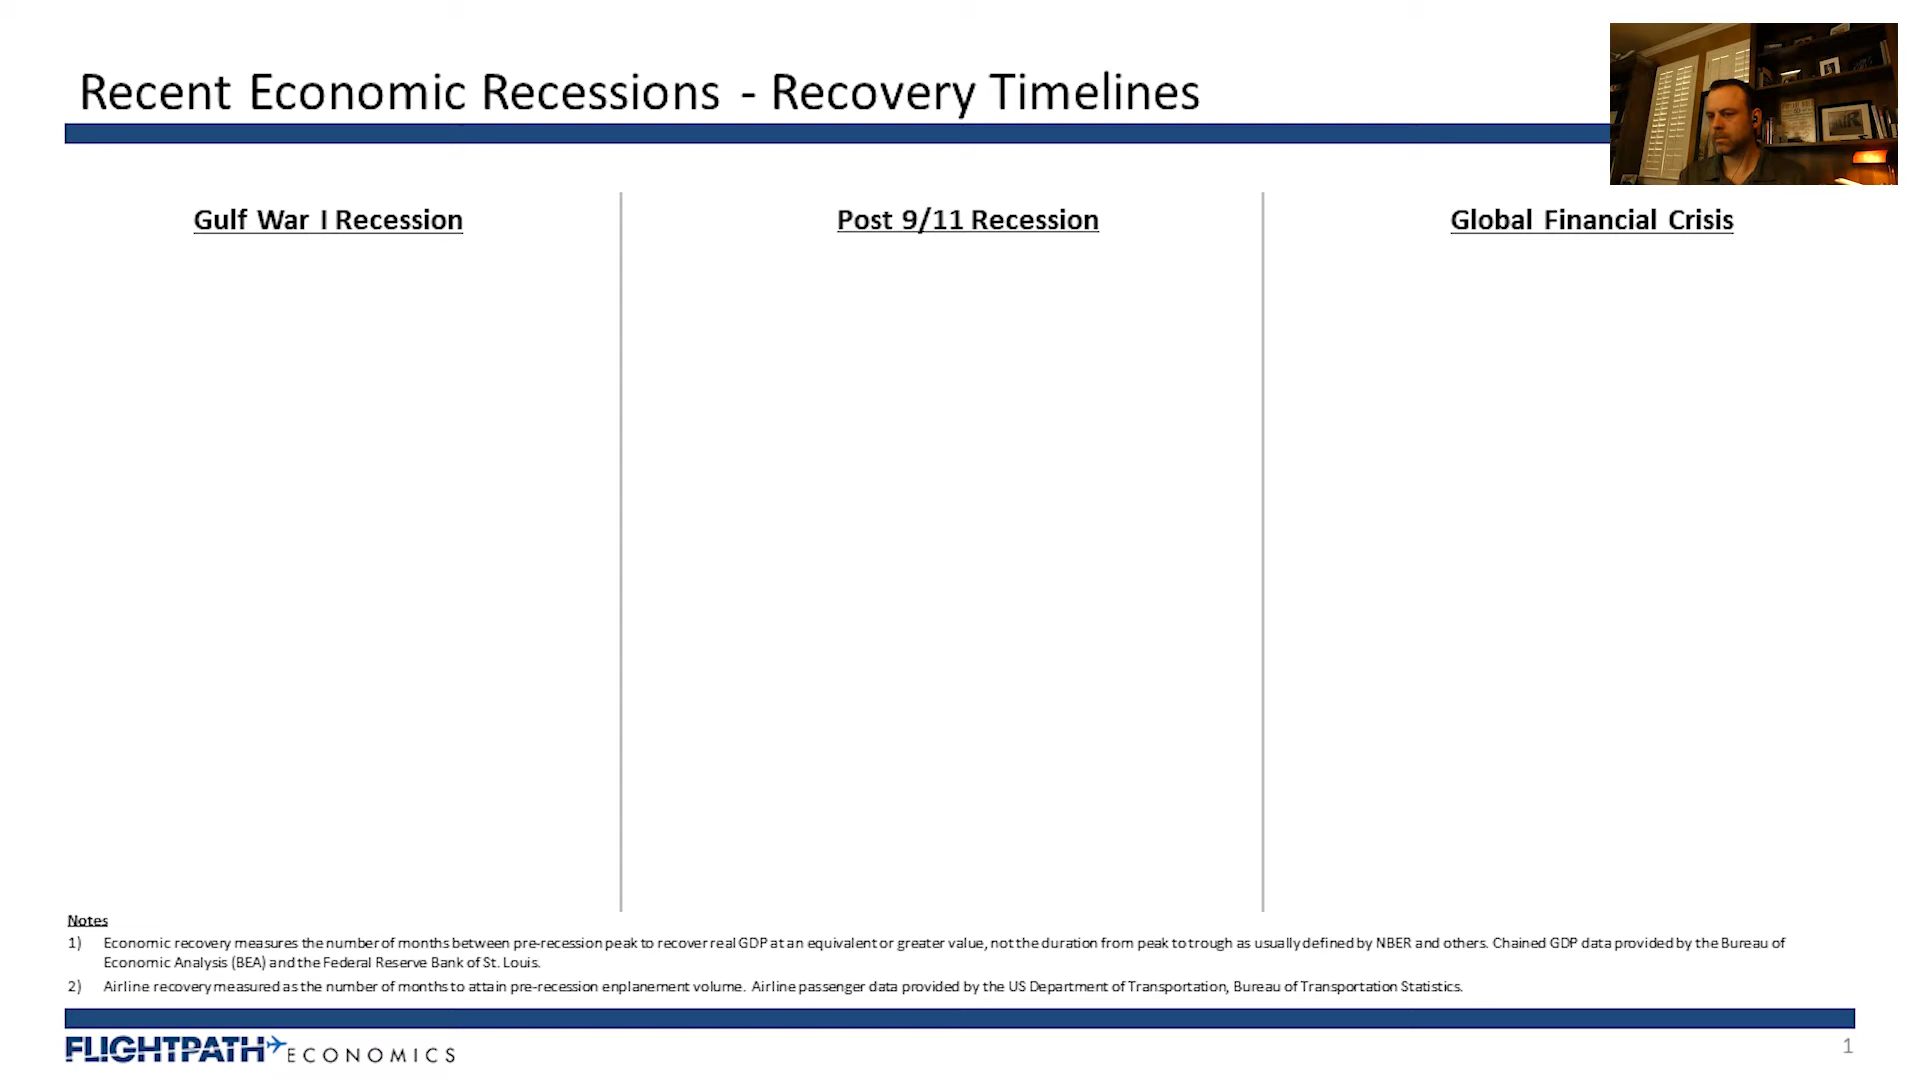 Recent Economic Recessions - Recovery Timelines
Gulf War I Recession
Post 9/11 Recession
Global Financial Crisis
Notes
1) Economic recovery measures the number of months between pre-recession peak to recover real GDP at an equivalent or greater value, not the duration from peak to trough as usually defined by NBER and others. Chained GDP data provided by the Bureau of
Economic Analysis (BEA) and the Federal Reserve Bank of St. Louis.
2) Airline recovery measured as the number of months to attain pre-recession enplanement volume. Airline passenger data provided by the US Department of Transportation, Bureau of Transportation Statistics.
FLIGHTPATH ECONOMICS
1